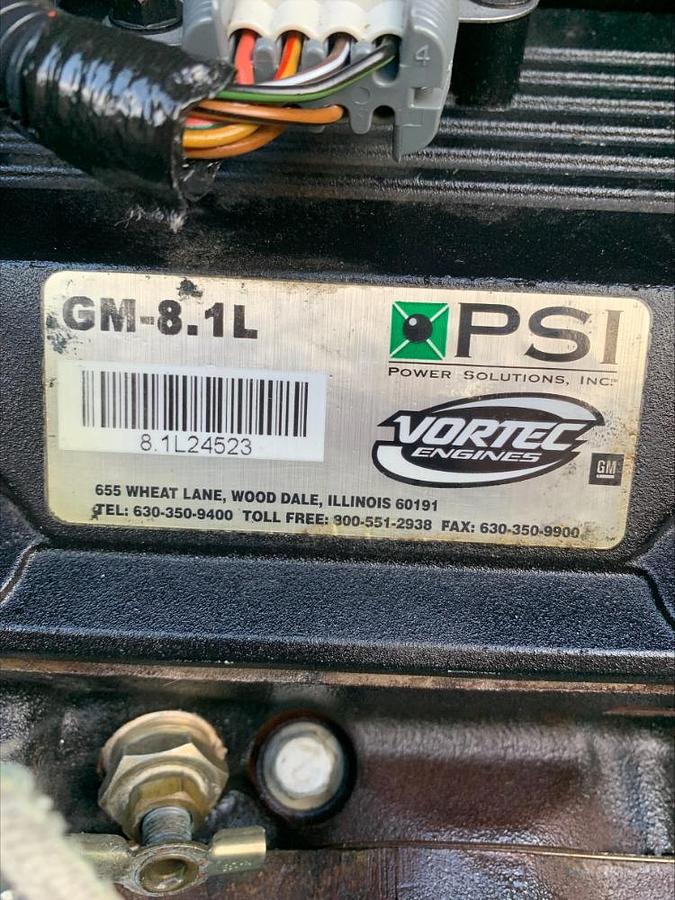 4
GM-8.1L
PSI
POWER SOLUTIONS, INC.
8.1L24523
VORTEC
ENGINES
GM
655 WHEAT LANE, WOOD DALE, ILLINOIS 60191
TEL: 630-350-9400 TOLL FREE: 800-551-2938 FAX: 630-350-9900